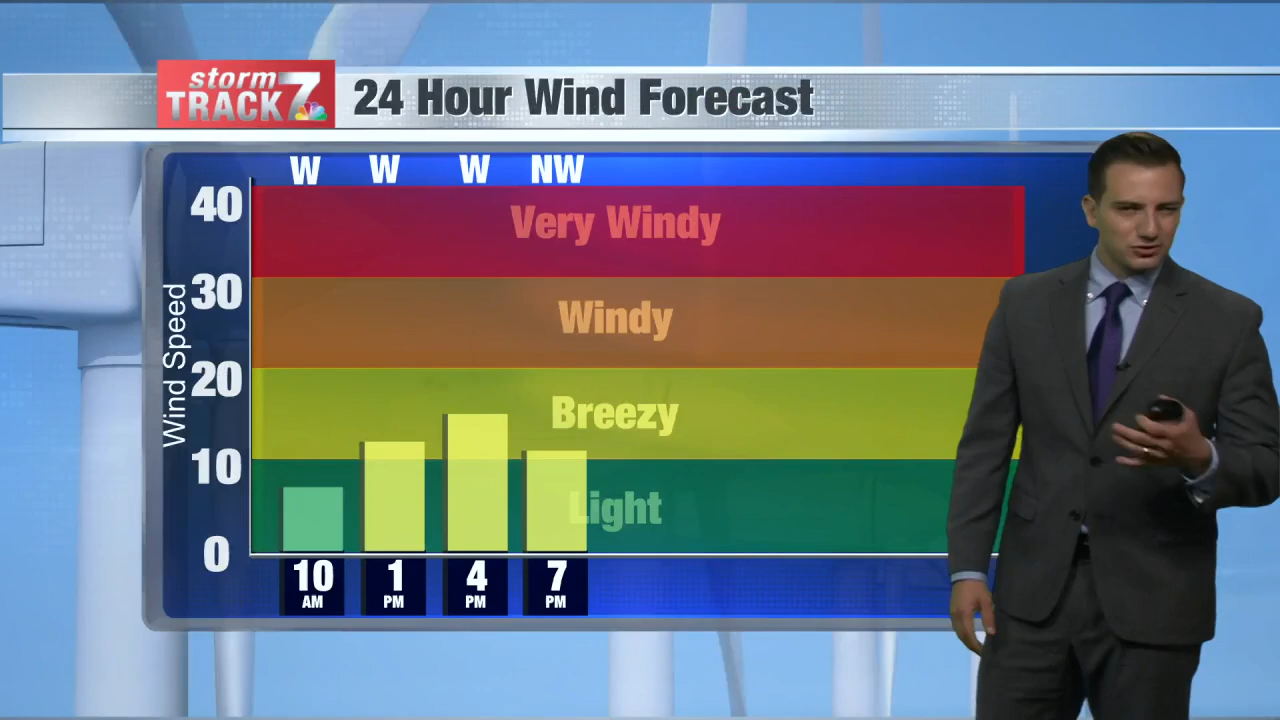 storm
TRACK 7
24 Hour Wind Forecast
W W W NW
40
30
20
10
0
Wind Speed
Very Windy
Windy
Breezy
Light
10 AM
1 PM
4 PM
7 PM